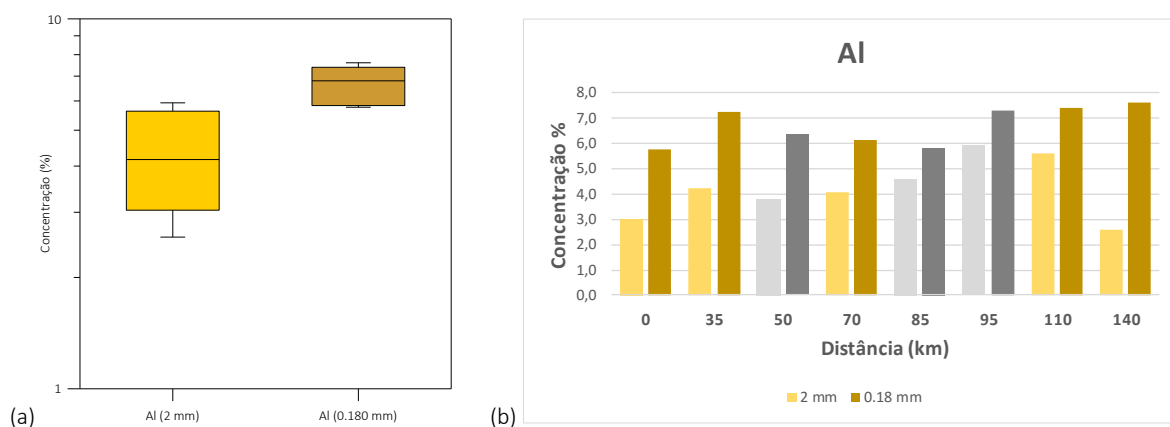 10
1
Concentração (%)
Al (2 mm)
Al (0.180 mm)
(a)
Al
8,0
7,0
6,0
5,0
4,0
3,0
2,0
1,0
0,0
Concentração %
0 35 50 70 85 95 110 140
Distância (km)
2 mm 0.18 mm
(b)